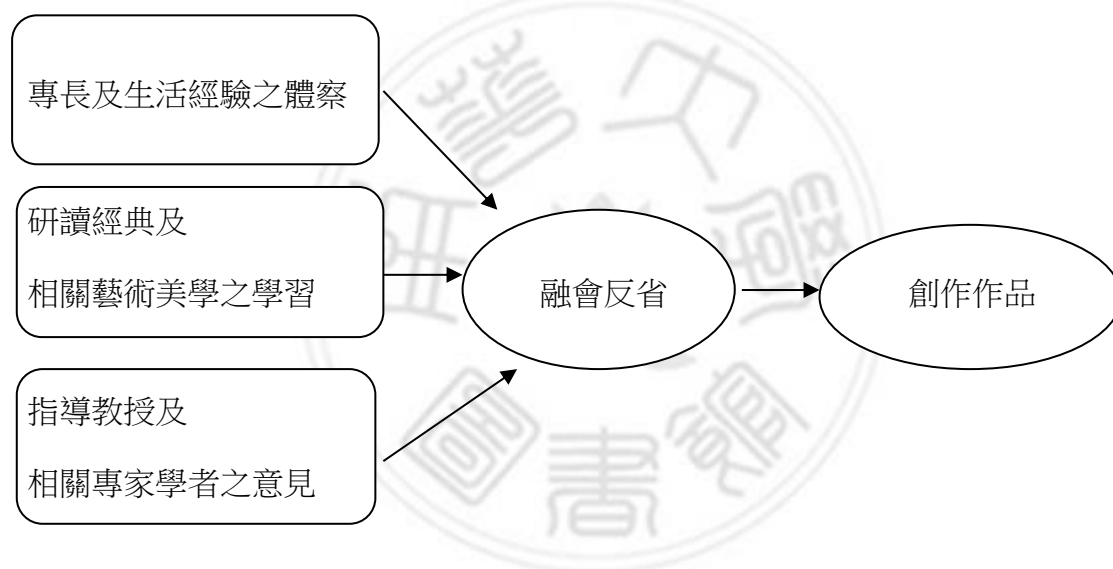 專長及生活經驗之體察
研讀經典及
相關藝術美學之學習
指導教授及
相關專家學者之意見
融會反省
創作作品